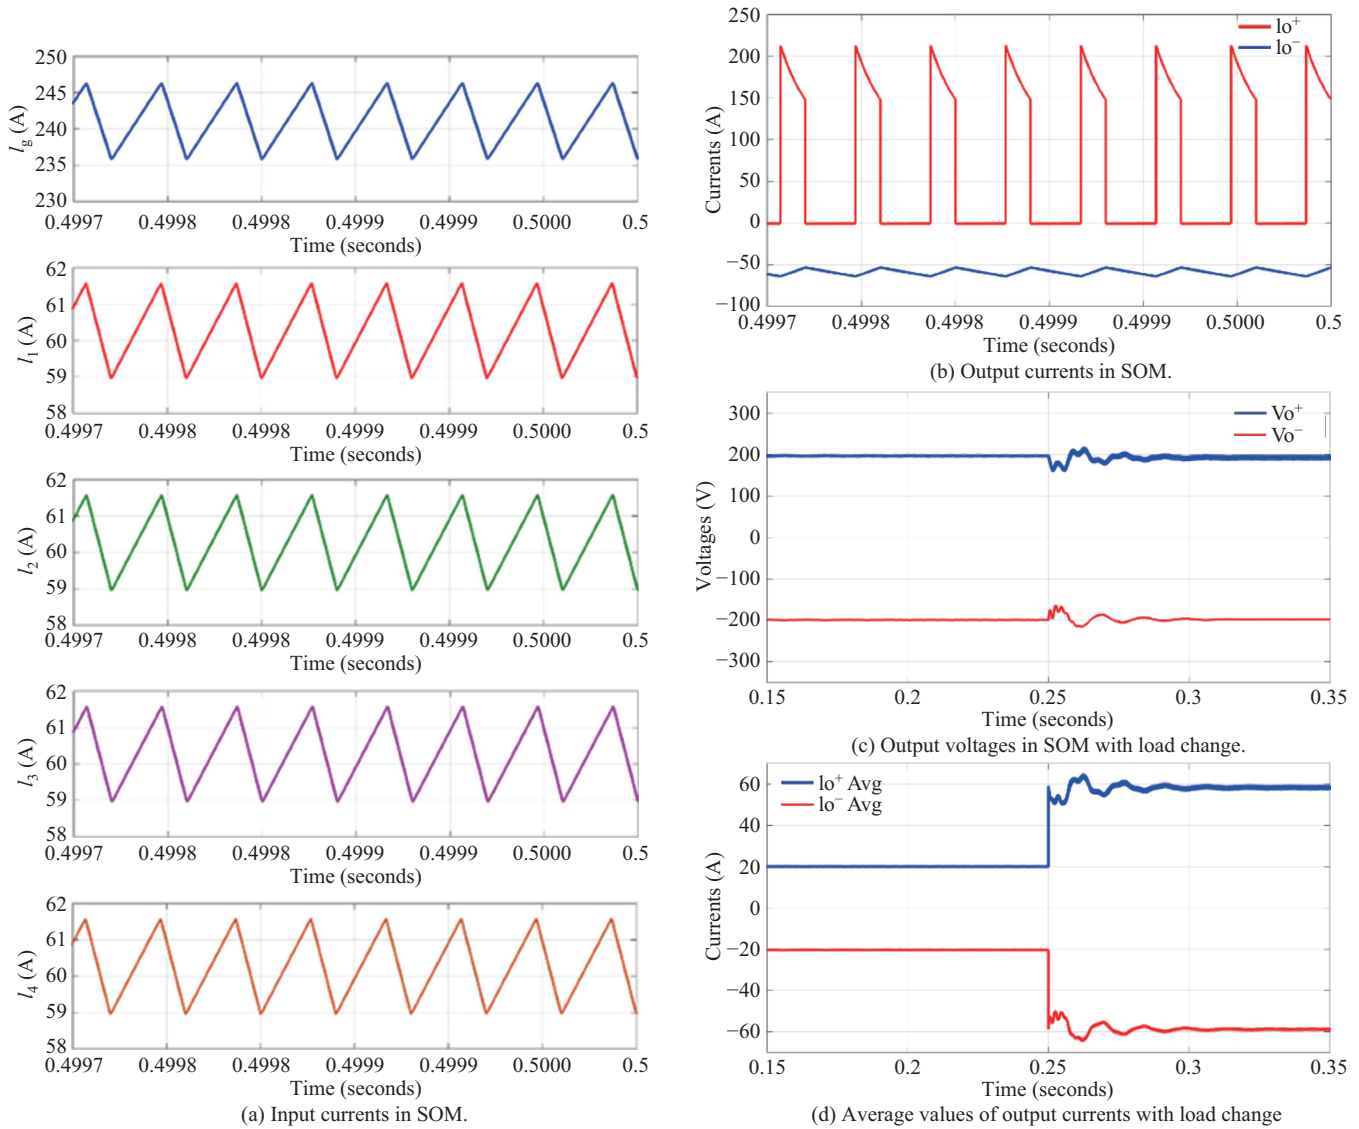 250
245
240
235
230
l_g (A)
0.4997 0.4998 0.4998 0.4999 0.4999 0.5000 0.5
Time (seconds)
62
61
60
59
58
l_1 (A)
0.4997 0.4998 0.4998 0.4999 0.4999 0.5000 0.5
Time (seconds)
62
61
60
59
58
l_2 (A)
0.4997 0.4998 0.4998 0.4999 0.4999 0.5000 0.5
Time (seconds)
62
61
60
59
58
l_3 (A)
0.4997 0.4998 0.4998 0.4999 0.4999 0.5000 0.5
Time (seconds)
62
61
60
59
58
l_4 (A)
0.4997 0.4998 0.4998 0.4999 0.4999 0.5000 0.5
Time (seconds)
(a) Input currents in SOM.
250
200
150
100
50
0
−50
−100
Currents (A)
lo⁺
lo⁻
0.4997 0.4998 0.4998 0.4999 0.4999 0.5000 0.5
Time (seconds)
(b) Output currents in SOM.
300
200
100
0
−100
−200
−300
Voltages (V)
Vo⁺
Vo⁻
0.15 0.2 0.25 0.3 0.35
Time (seconds)
(c) Output voltages in SOM with load change.
60
40
20
0
−20
−40
−60
Currents (A)
lo⁺ Avg
lo⁻ Avg
0.15 0.2 0.25 0.3 0.35
Time (seconds)
(d) Average values of output currents with load change